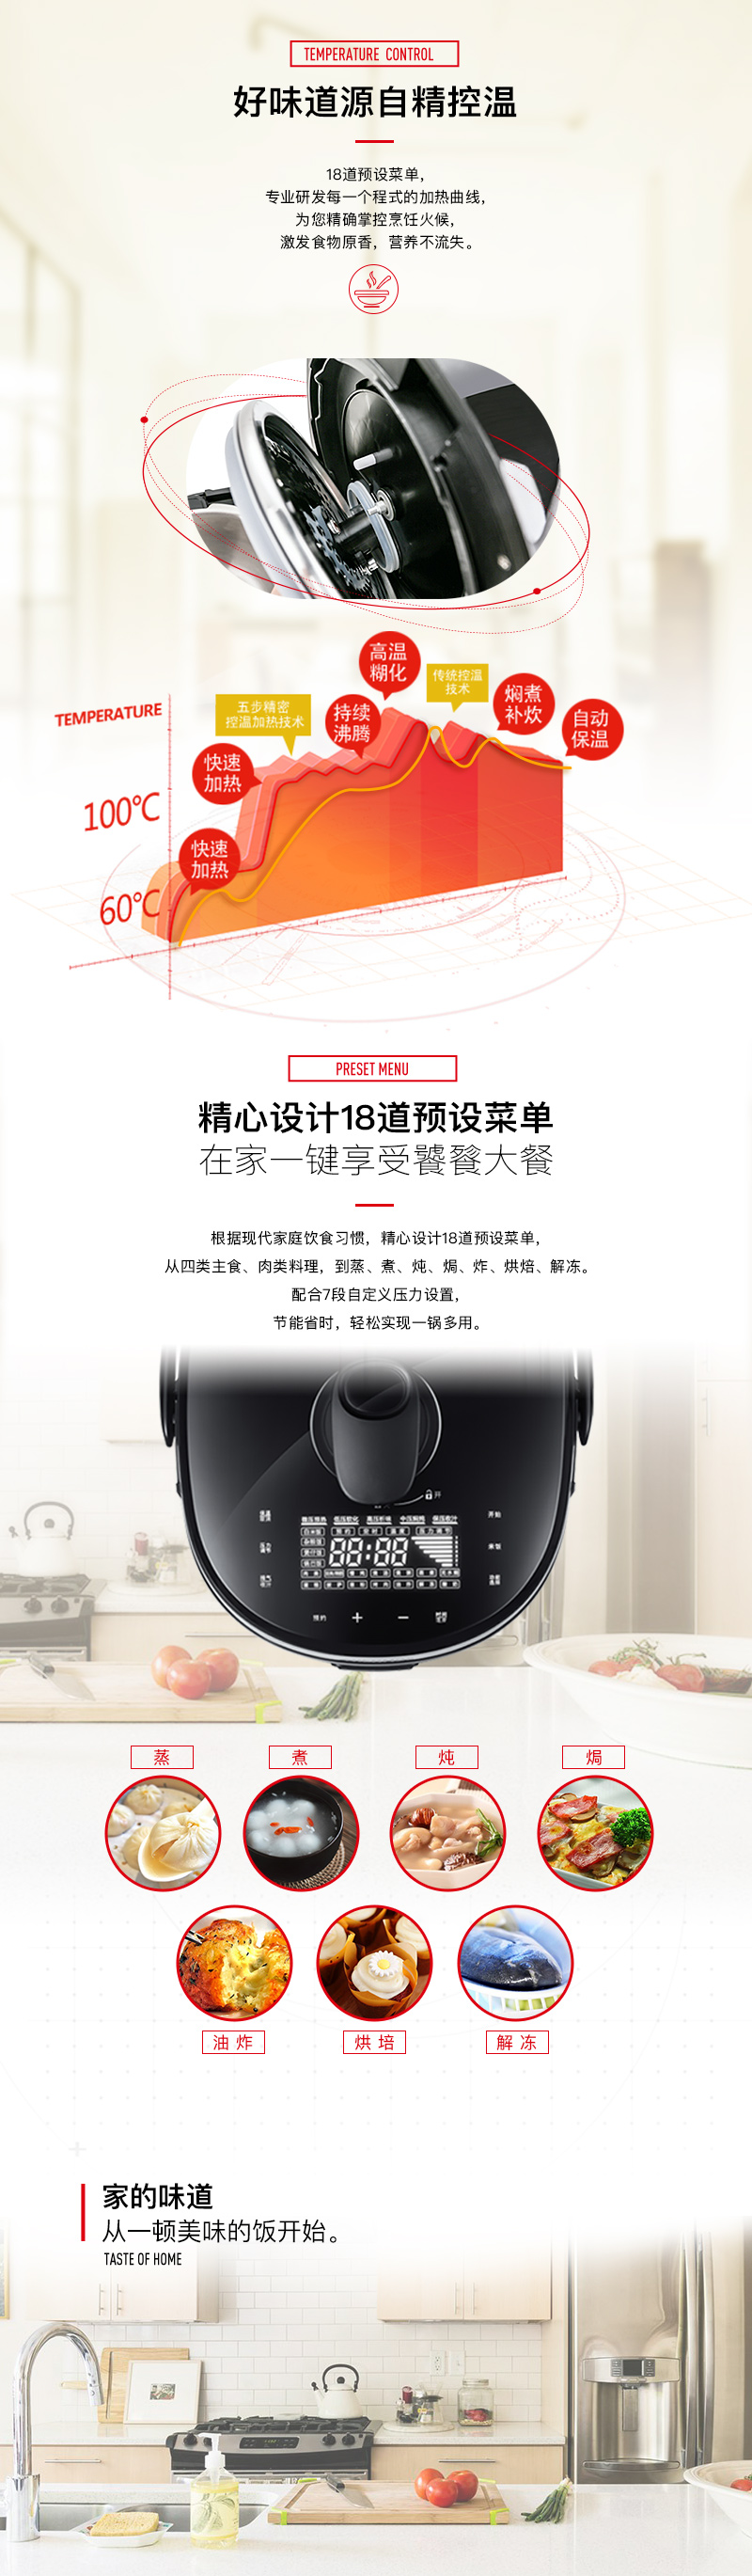 TEMPERATURE CONTROL
好味道源自精控温
18道预设菜单，
专业研发每一个程式的加热曲线，
为您精确掌控烹饪火候，
激发食物原香，营养不流失。
高温
糊化
传统控温
技术
焖煮
补炊
自动
保温
TEMPERATURE
五步精密
控温加热技术
持续
沸腾
快速
加热
100℃
快速
加热
60℃
PRESET MENU
精心设计18道预设菜单
在家一键享受饕餮大餐
根据现代家庭饮食习惯，精心设计18道预设菜单，
从四类主食、肉类料理，到蒸、煮、炖、焗、炸、烘焙、解冻。
配合7段自定义压力设置，
节能省时，轻松实现一锅多用。
开
开始
88:88
预约 + −
蒸
煮
炖
焗
油炸
烘培
解冻
家的味道
从一顿美味的饭开始。
TASTE OF HOME